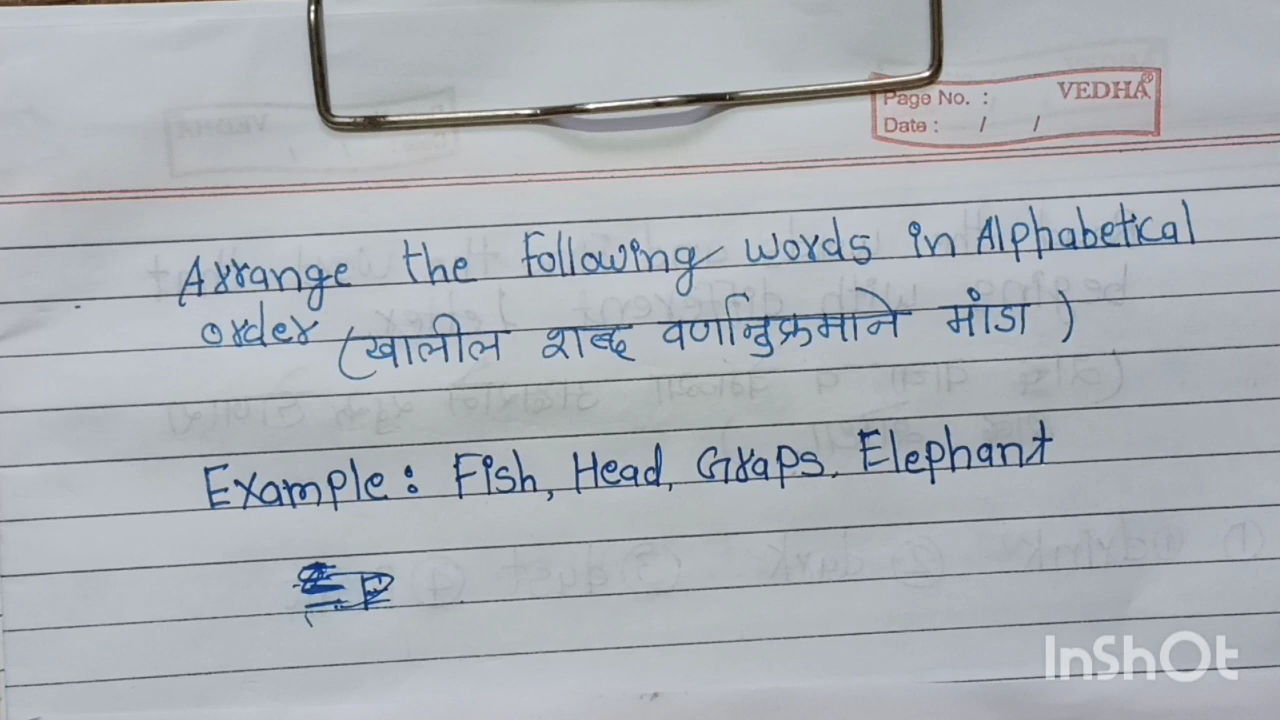 Page No. : VEDHA®
Date : / /
Arrange the following words in Alphabetical
order (खालील शब्द वर्णानुक्रमाने मांडा )
Example : Fish, Head, Graps. Elephant
InShOt